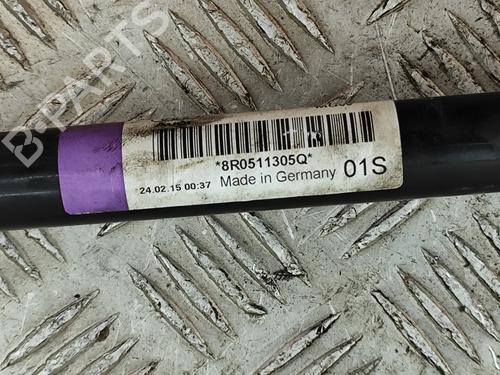 *8R0511305Q*
24.02.15 00:37 Made in Germany 01S
B-PARTS